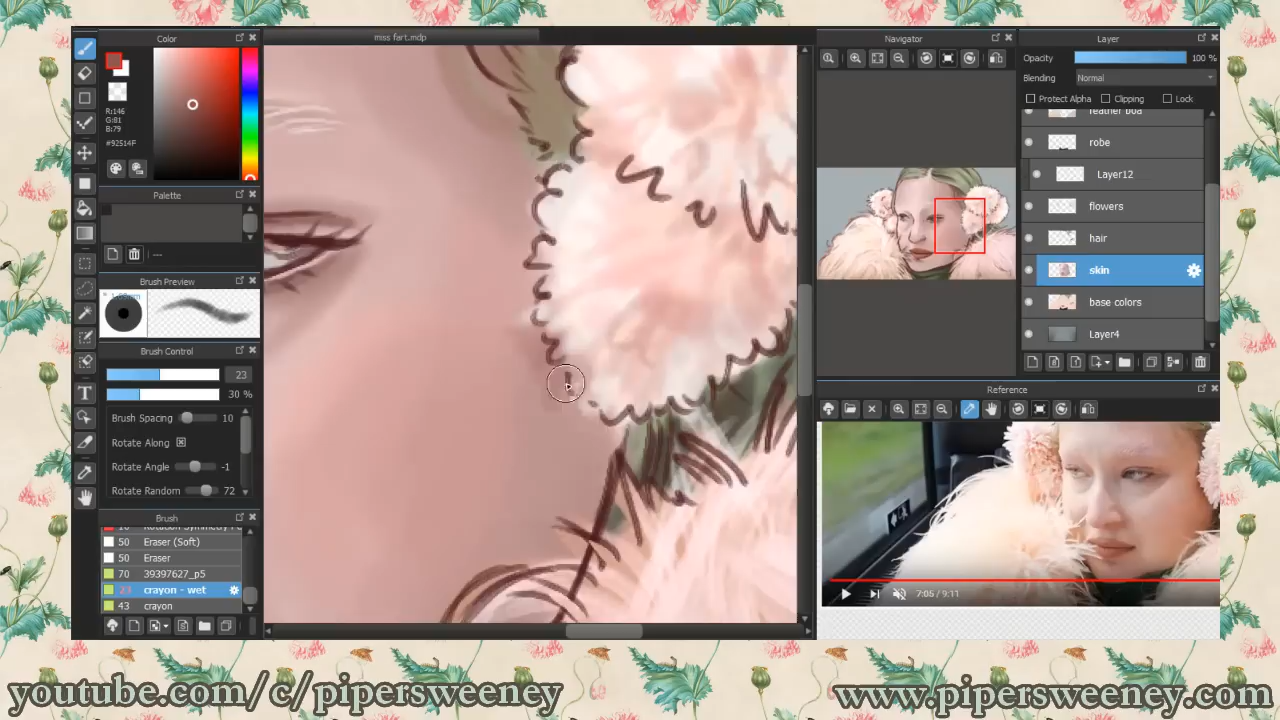 Color
miss fart.mdp
Navigator
Layer
Opacity
100 %
Blending
Normal
Protect Alpha
Clipping
Lock
feather boa
R:146
G:81
B:79
#92514F
robe
Layer12
Palette
flowers
hair
---
skin
Brush Preview
base colors
Layer4
Brush Control
23
30 %
Reference
Brush Spacing
10
Rotate Along
Rotate Angle
-1
Rotate Random
72
Brush
50 Eraser (Soft)
50 Eraser
70 39397627_p5
23 crayon - wet
43 crayon
7:05 / 9:11
youtube.com/c/pipersweeney
www.pipersweeney.com